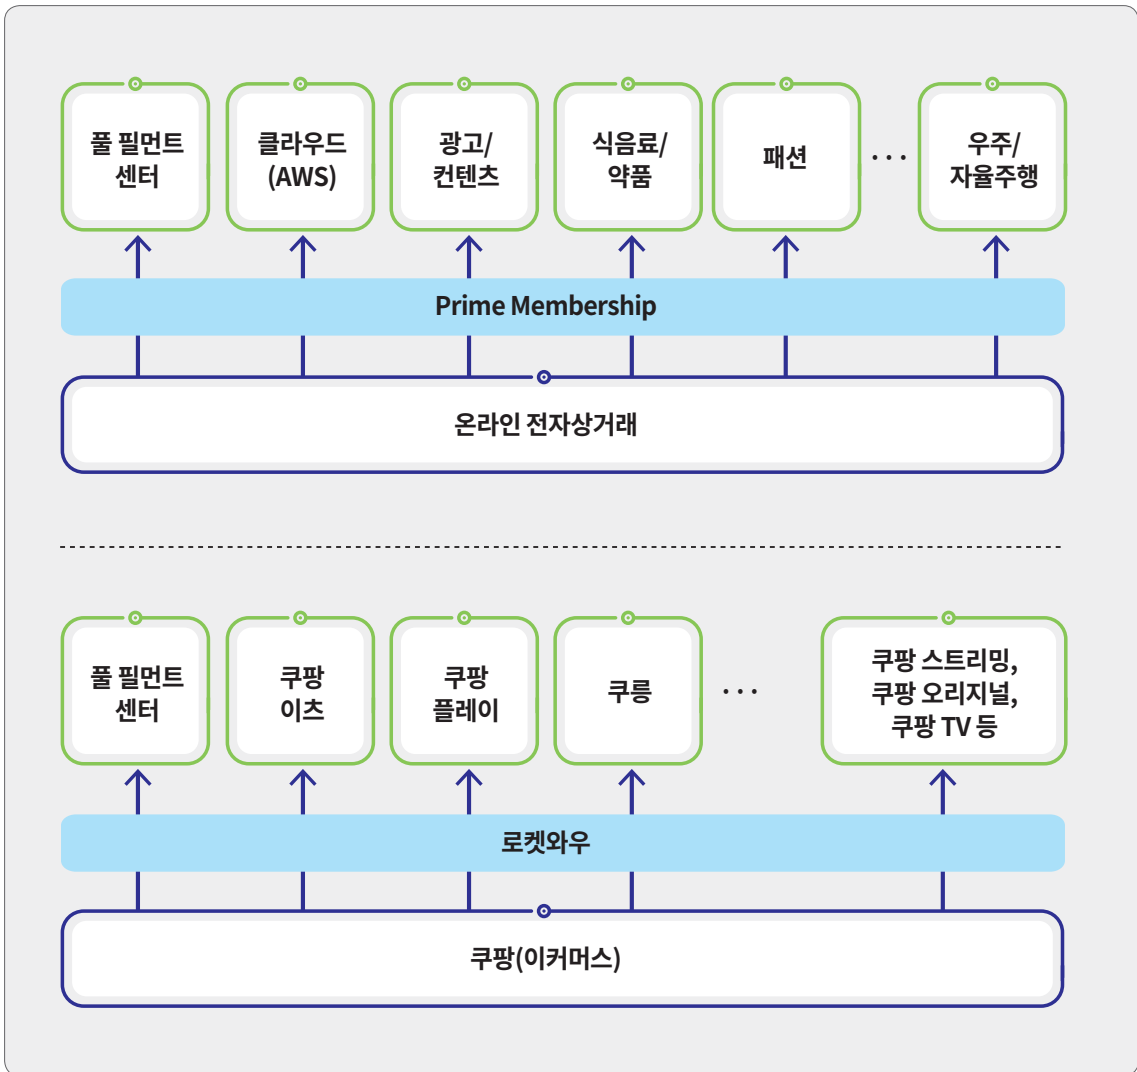 풀 필먼트
센터
클라우드
(AWS)
광고/
컨텐츠
식음료/
약품
패션
···
우주/
자율주행
Prime Membership
온라인 전자상거래
풀 필먼트
센터
쿠팡
이츠
쿠팡
플레이
쿠릉
···
쿠팡 스트리밍,
쿠팡 오리지널,
쿠팡 TV 등
로켓와우
쿠팡(이커머스)